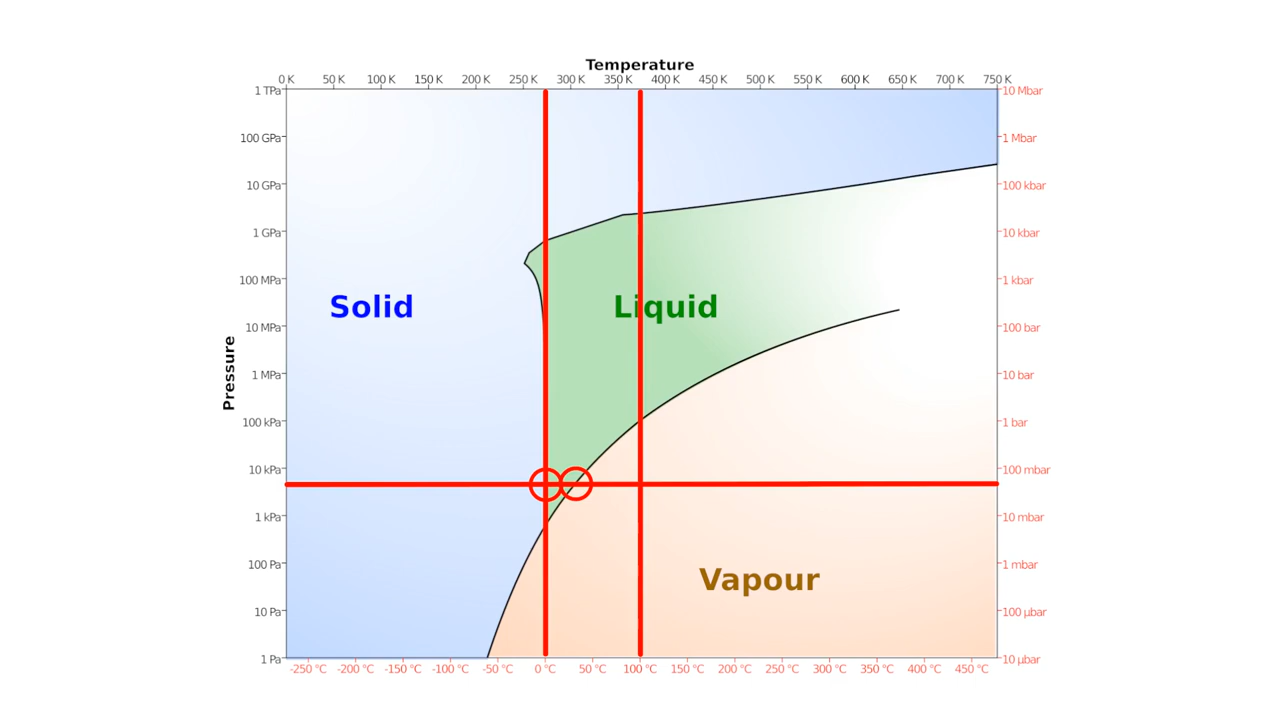 Temperature
0 K 50 K 100 K 150 K 200 K 250 K 300 K 350 K 400 K 450 K 500 K 550 K 600 K 650 K 700 K 750 K
1 TPa 10 Mbar
100 GPa 1 Mbar
10 GPa 100 kbar
1 GPa 10 kbar
100 MPa 1 kbar
Solid Liquid
10 MPa 100 bar
Pressure
1 MPa 10 bar
100 kPa 1 bar
10 kPa 100 mbar
1 kPa 10 mbar
100 Pa 1 mbar
Vapour
10 Pa 100 µbar
1 Pa 10 µbar
-250 °C -200 °C -150 °C -100 °C -50 °C 0 °C 50 °C 100 °C 150 °C 200 °C 250 °C 300 °C 350 °C 400 °C 450 °C